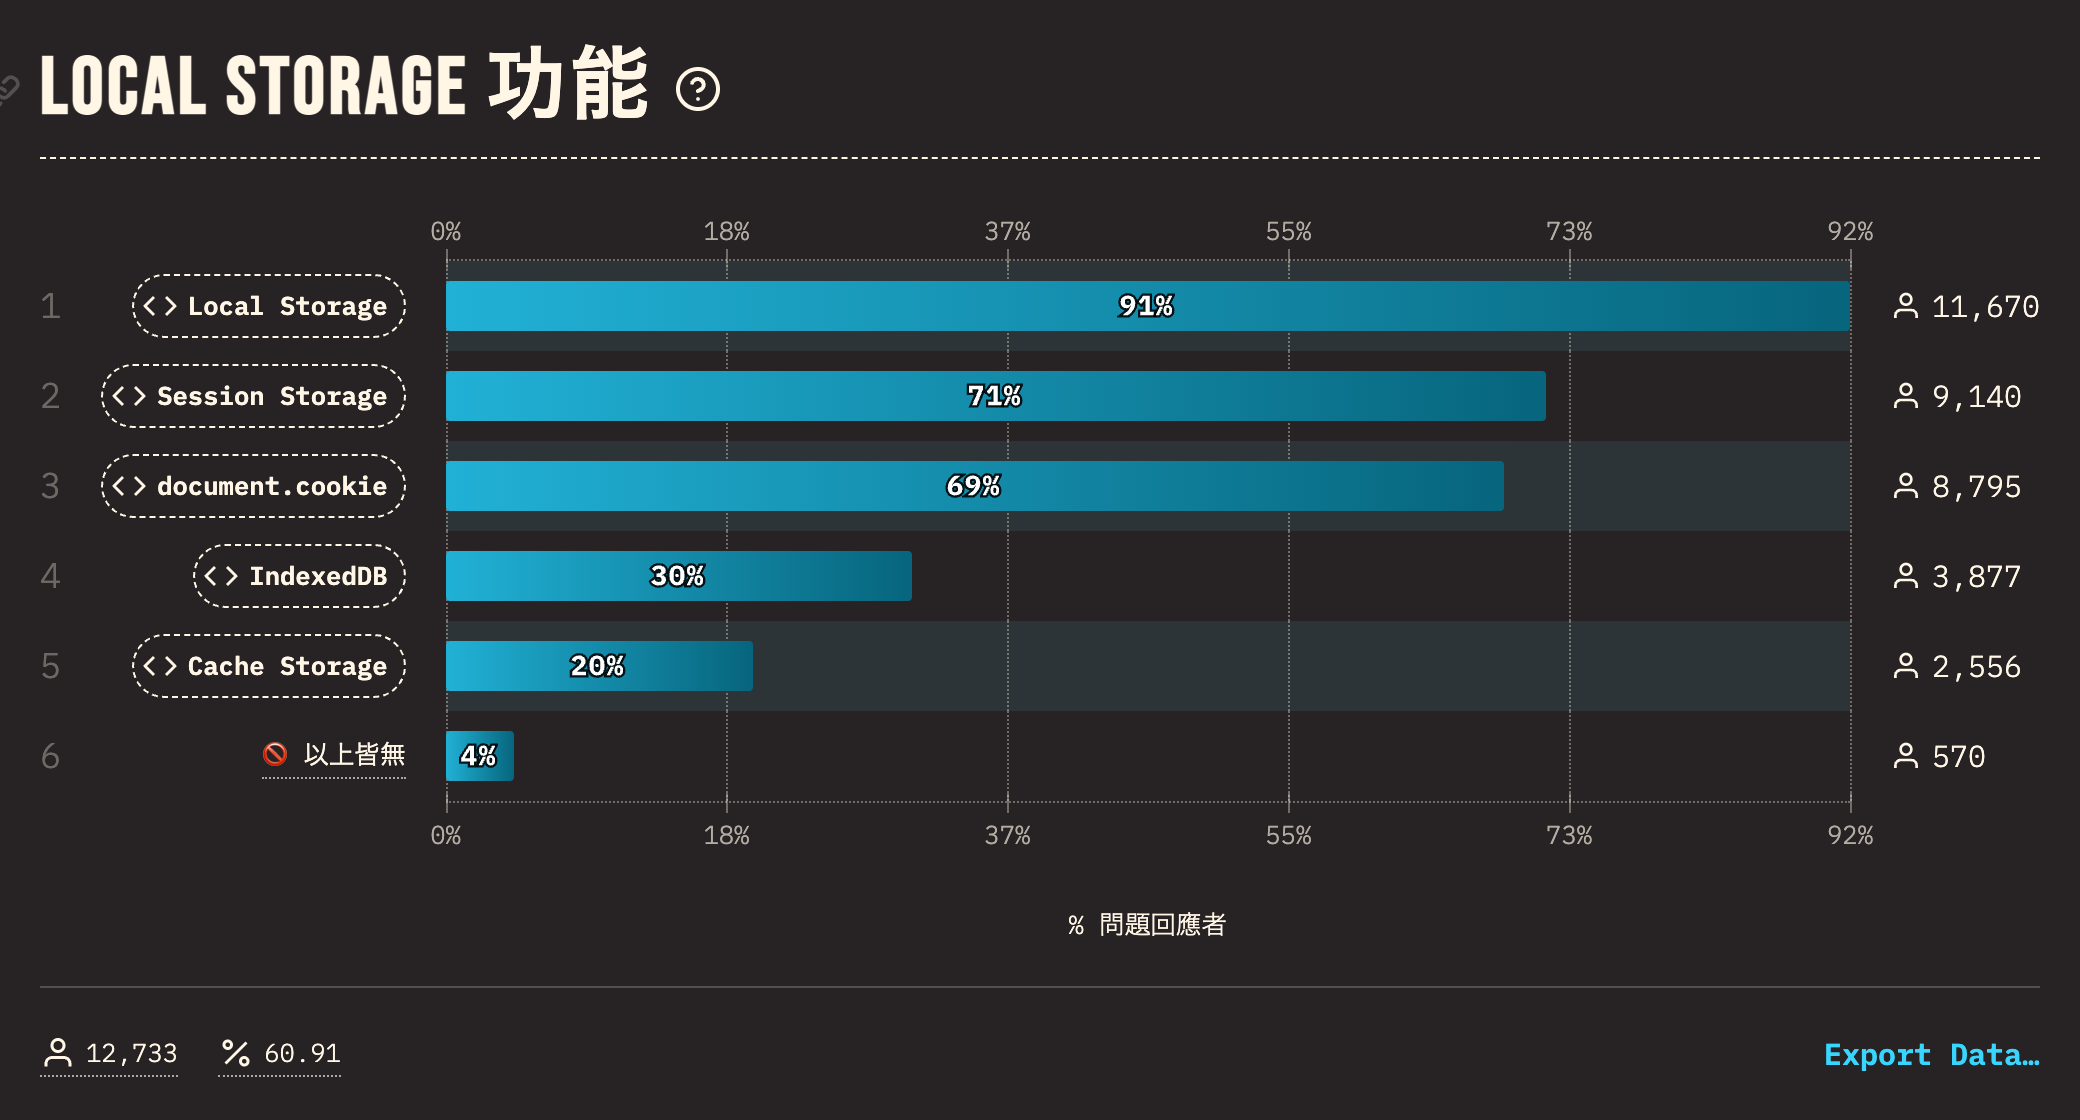 LOCAL STORAGE 功能
0% 18% 37% 55% 73% 92%
1 Local Storage 91% 11,670
2 Session Storage 71% 9,140
3 document.cookie 69% 8,795
4 IndexedDB 30% 3,877
5 Cache Storage 20% 2,556
6 以上皆無 4% 570
0% 18% 37% 55% 73% 92%
% 問題回應者
12,733 % 60.91 Export Data…